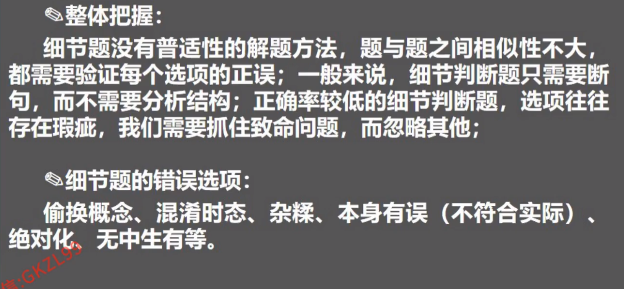 ✎整体把握：
细节题没有普适性的解题方法，题与题之间相似性不大，
都需要验证每个选项的正误；一般来说，细节判断题只需要断
句，而不需要分析结构；正确率较低的细节判断题，选项往往
存在瑕疵，我们需要抓住致命问题，而忽略其他；
✎细节题的错误选项：
偷换概念、混淆时态、杂糅、本身有误（不符合实际）、
绝对化、无中生有等。
:GKZL99